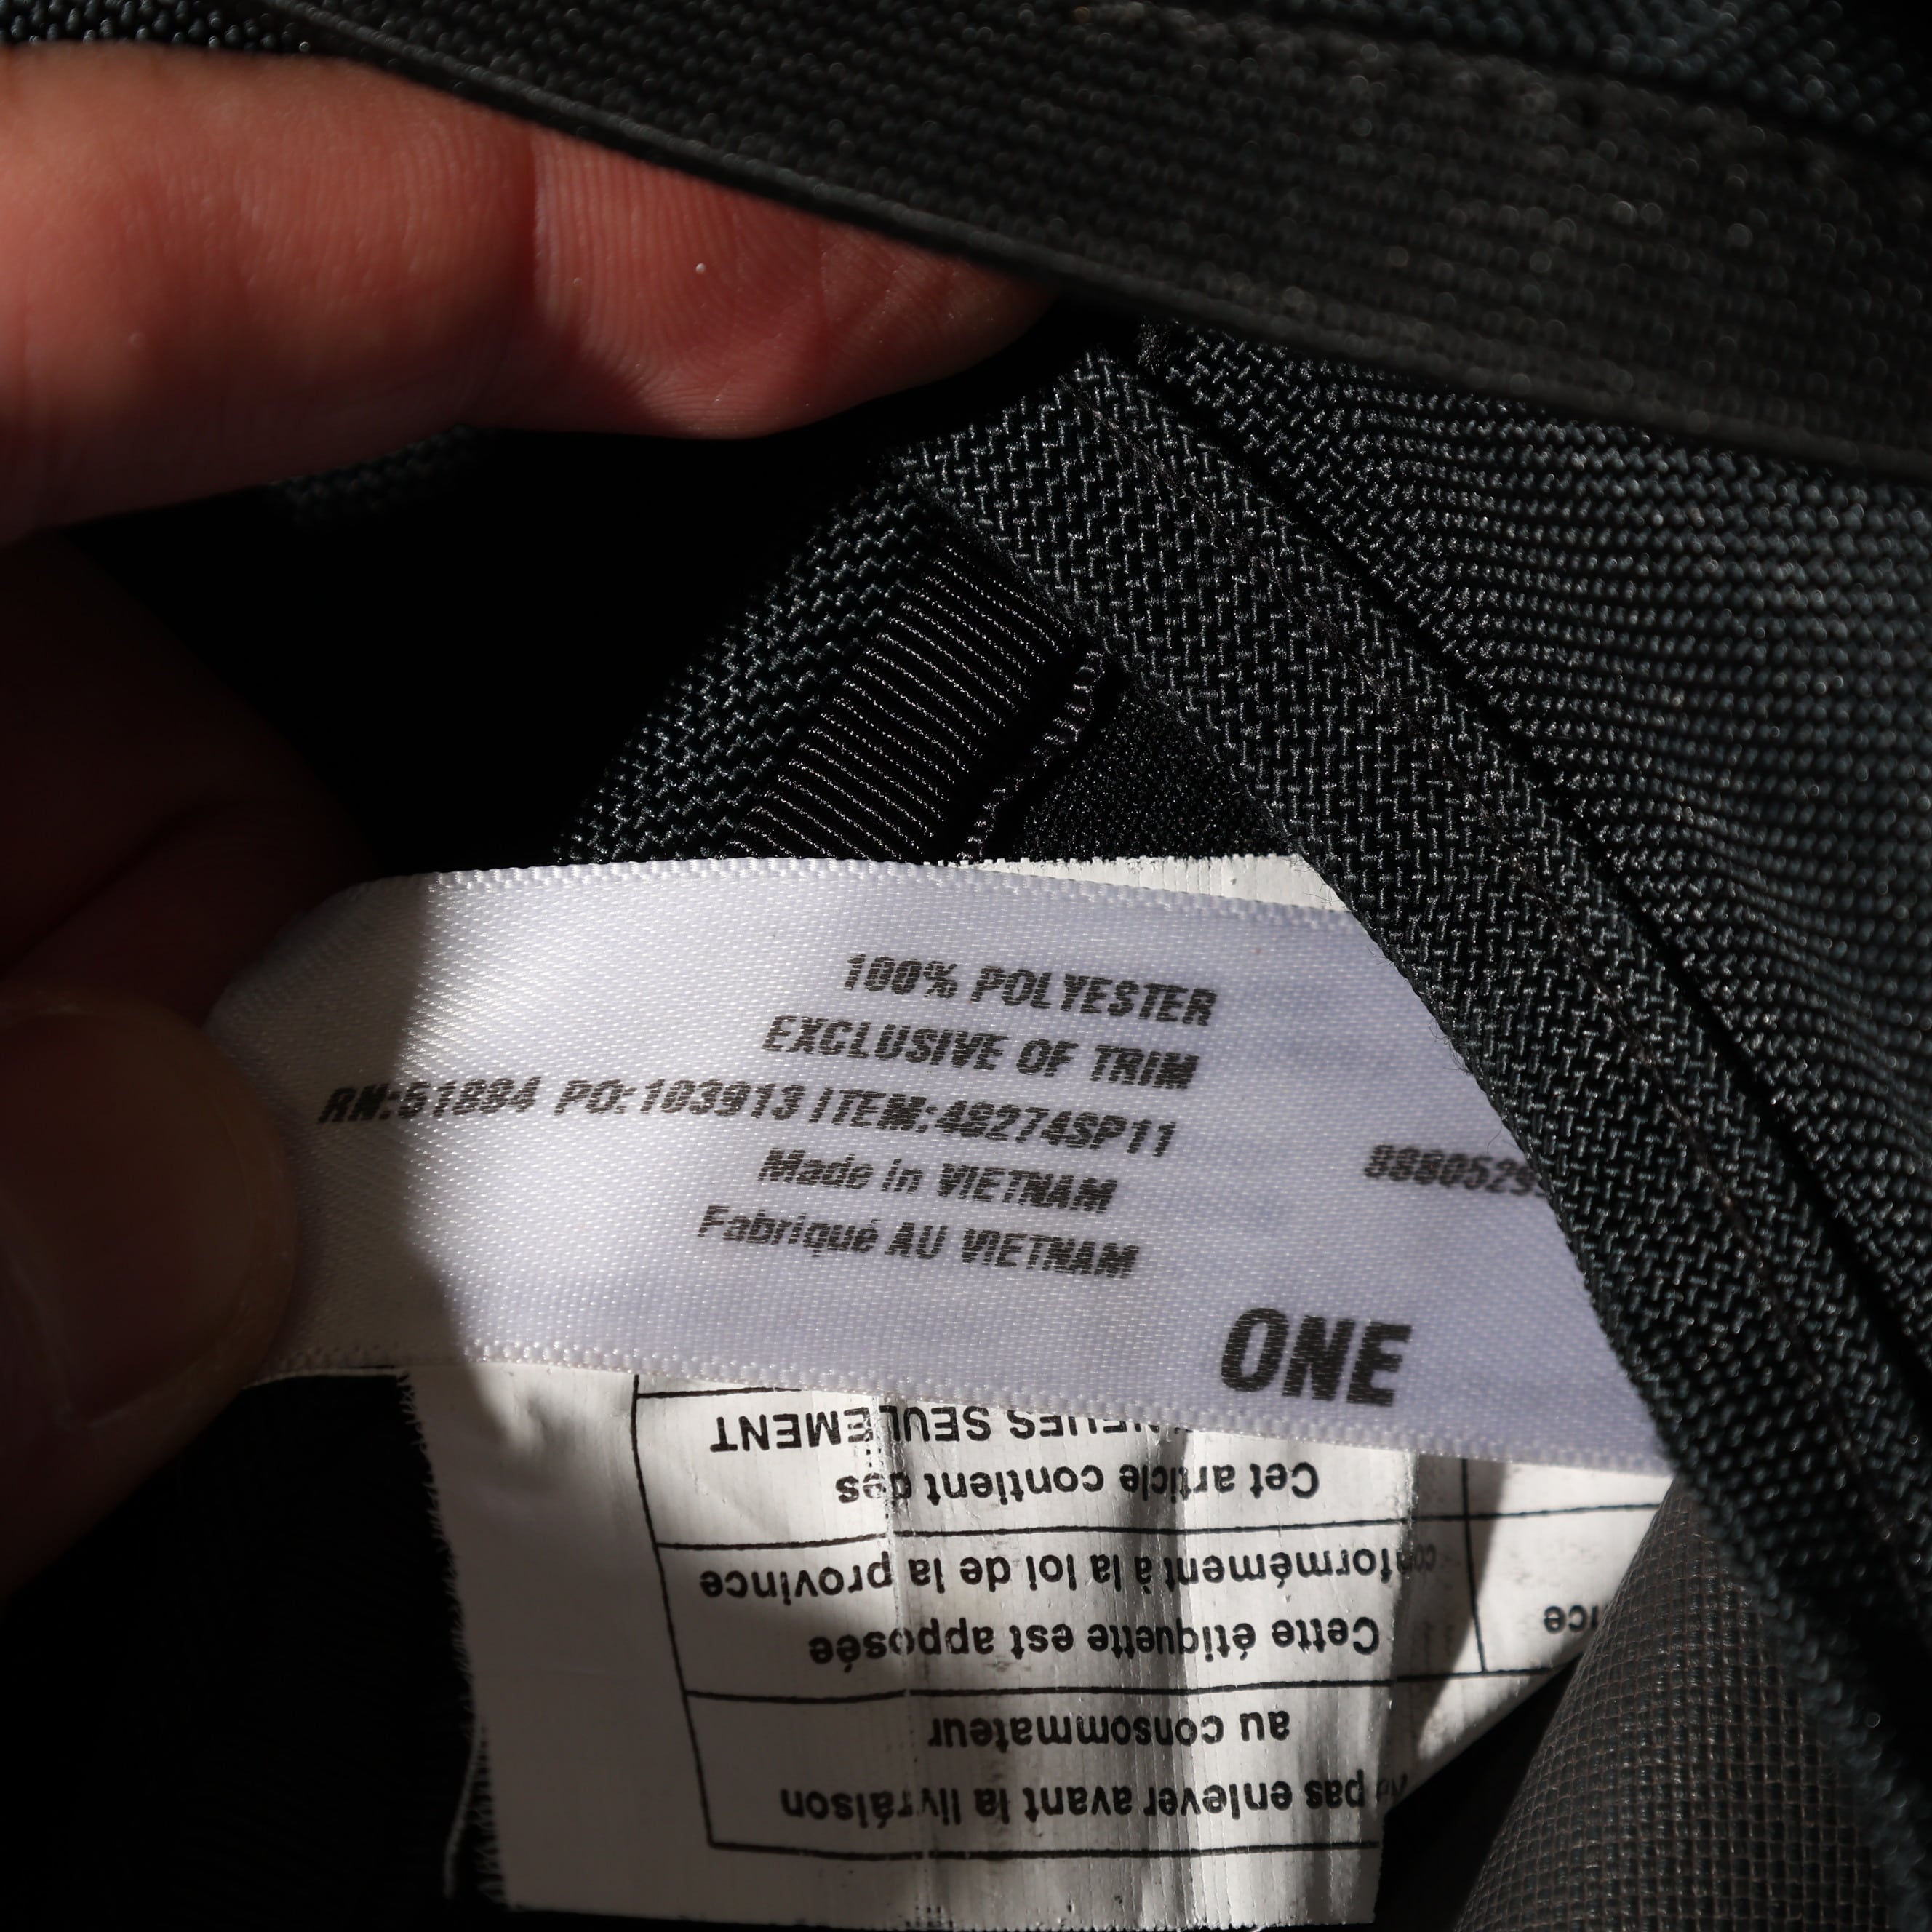 100% POLYESTER
EXCLUSIVE OF TRIM
RN:51884 PO:103913 ITEM:48274SP11
Made in VIETNAM
Fabriqué AU VIETNAM
ONE
pas enlever avant la livraison
au consommateur
Cette étiquette est apposée
conformément à la loi de la province
Cet article contient des
SEULEMENT